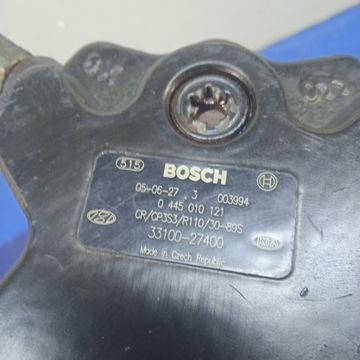 515 BOSCH
05-06-27 3 003994
0 445 010 121
CR/CP3S3/R110/30-89S
33100-27400
Made in Czech Republic